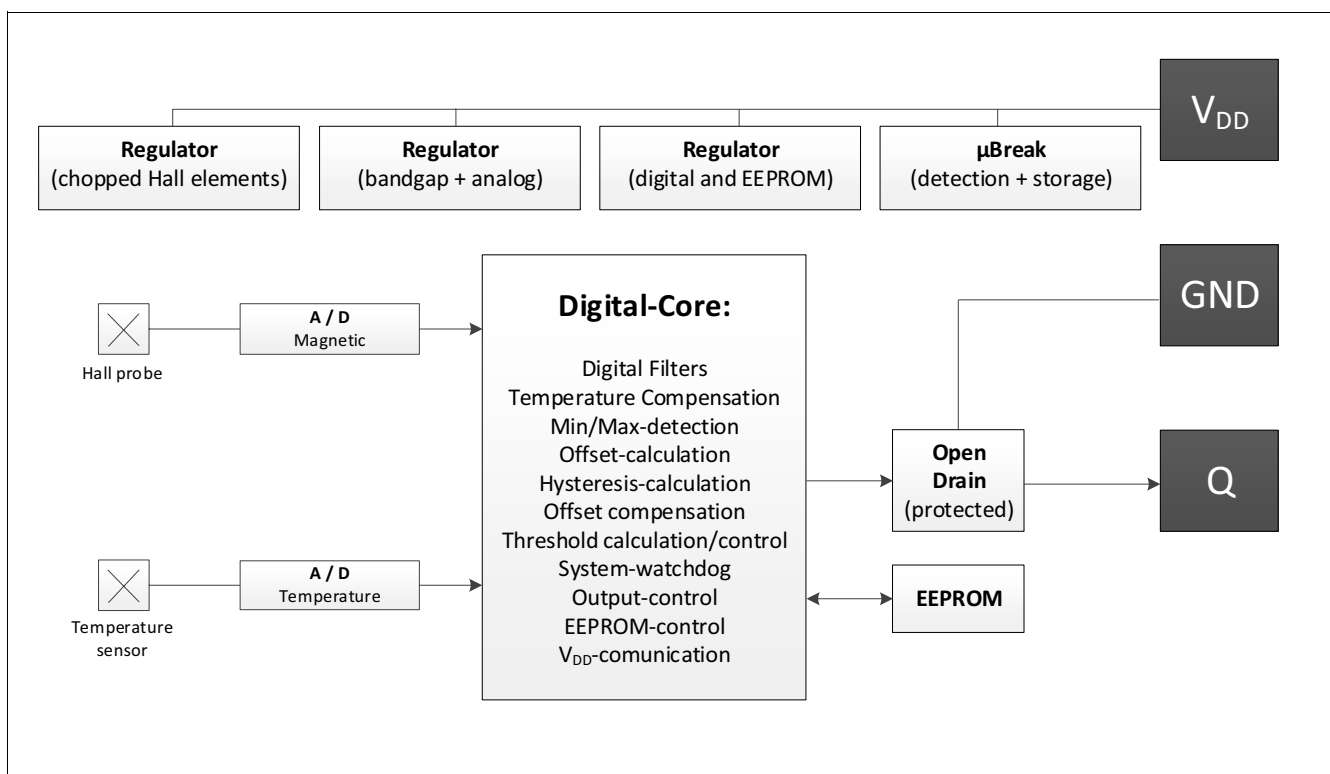 V_DD
Regulator
(chopped Hall elements)
Regulator
(bandgap + analog)
Regulator
(digital and EEPROM)
µBreak
(detection + storage)
GND
Digital-Core:
Digital Filters
Temperature Compensation
Min/Max-detection
Offset-calculation
Hysteresis-calculation
Offset compensation
Threshold calculation/control
System-watchdog
Output-control
EEPROM-control
V_DD-comunication
A / D
Magnetic
Hall probe
A / D
Temperature
Temperature
sensor
Open
Drain
(protected)
Q
EEPROM